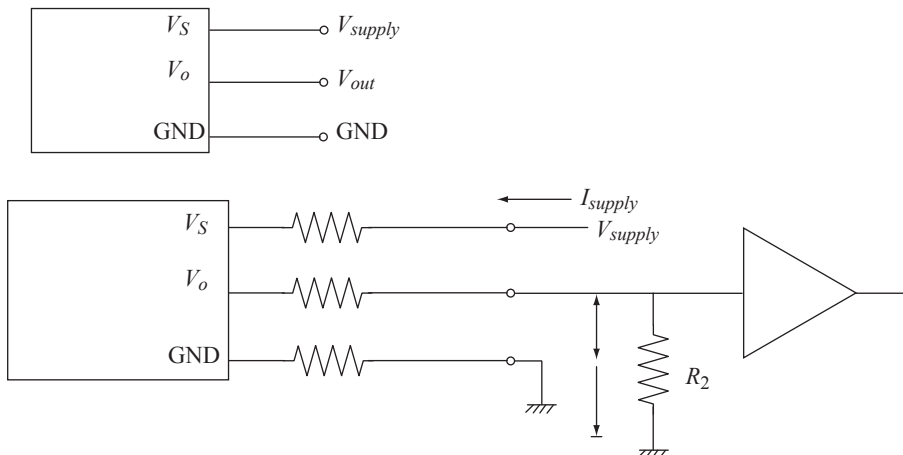 V_S V_supply
V_o V_out
GND GND
I_supply
V_S V_supply
V_o
GND
R_2